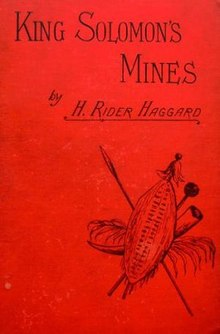 KING SOLOMON'S
MINES
by
H. RIDER HAGGARD